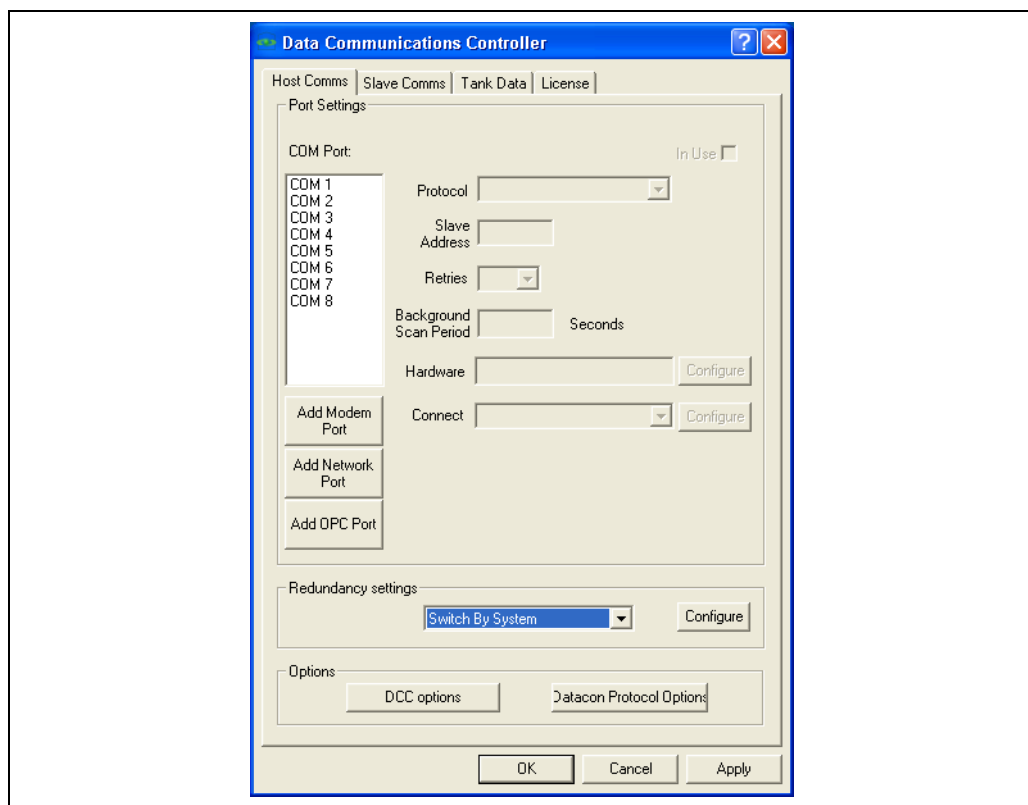 Data Communications Controller
Host Comms Slave Comms Tank Data License
Port Settings
COM Port: In Use
COM 1
COM 2
COM 3
COM 4
COM 5
COM 6
COM 7
COM 8
Protocol
Slave
Address
Retries
Background
Scan Period Seconds
Hardware Configure
Connect Configure
Add Modem
Port
Add Network
Port
Add OPC Port
Redundancy settings
Switch By System Configure
Options
DCC options Datacon Protocol Options
OK Cancel Apply